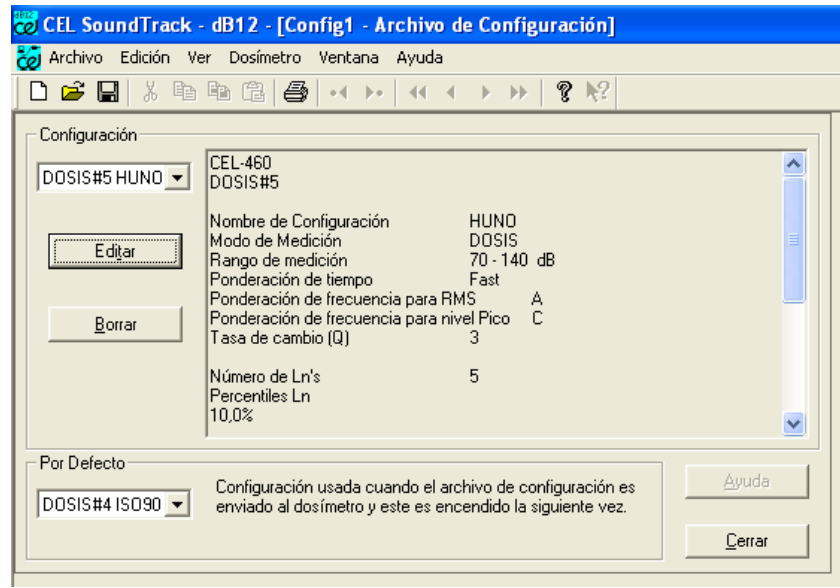 dB12
cel CEL SoundTrack - dB12 - [Config1 - Archivo de Configuración]
cel Archivo Edición Ver Dosímetro Ventana Ayuda
Configuración
DOSIS#5 HUNO
Editar
Borrar
CEL-460
DOSIS#5
Nombre de Configuración HUNO
Modo de Medición DOSIS
Rango de medición 70 - 140 dB
Ponderación de tiempo Fast
Ponderación de frecuencia para RMS A
Ponderación de frecuencia para nivel Pico C
Tasa de cambio (Q) 3
Número de Ln's 5
Percentiles Ln
10,0%
Por Defecto
DOSIS#4 ISO90
Configuración usada cuando el archivo de configuración es
enviado al dosímetro y este es encendido la siguiente vez.
Ayuda
Cerrar